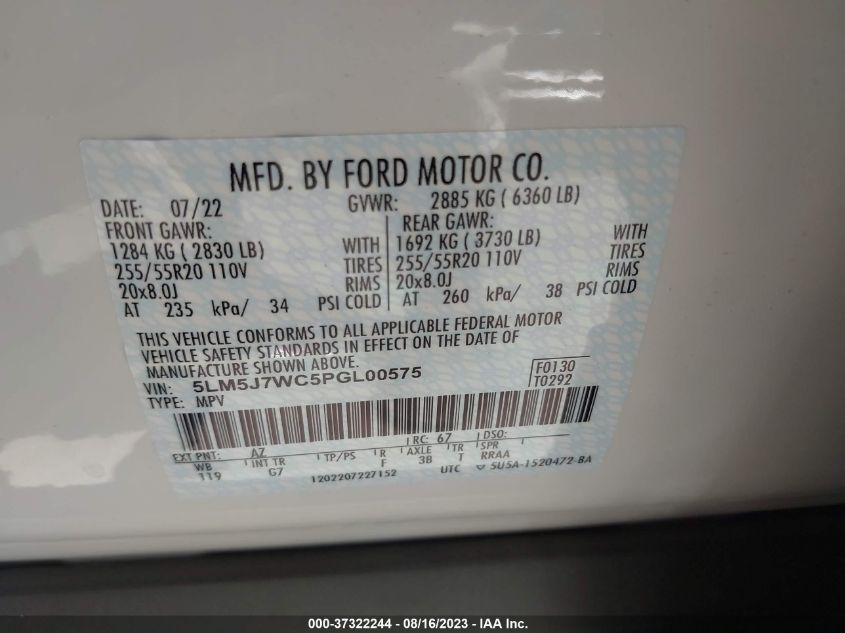 MFD. BY FORD MOTOR CO.
DATE: 07/22 GVWR: 2885 KG ( 6360 LB)
FRONT GAWR: REAR GAWR:
1284 KG ( 2830 LB) WITH 1692 KG ( 3730 LB) WITH
255/55R20 110V TIRES 255/55R20 110V TIRES
20x8.0J RIMS 20x8.0J RIMS
AT 235 kPa/ 34 PSI COLD AT 260 kPa/ 38 PSI COLD
THIS VEHICLE CONFORMS TO ALL APPLICABLE FEDERAL MOTOR
VEHICLE SAFETY STANDARDS IN EFFECT ON THE DATE OF
MANUFACTURE SHOWN ABOVE.
VIN: 5LM5J7WC5PGL00575 F0130
TYPE: MPV T0292
EXT PNT: AZ RC: 67 DSO:
WB INT TR TP/PS R AXLE TR SPR
119 G7 F 38 T RRAA
1202207227152 UTC 5U5A-1520472-BA
000-37322244 - 08/16/2023 - IAA Inc.